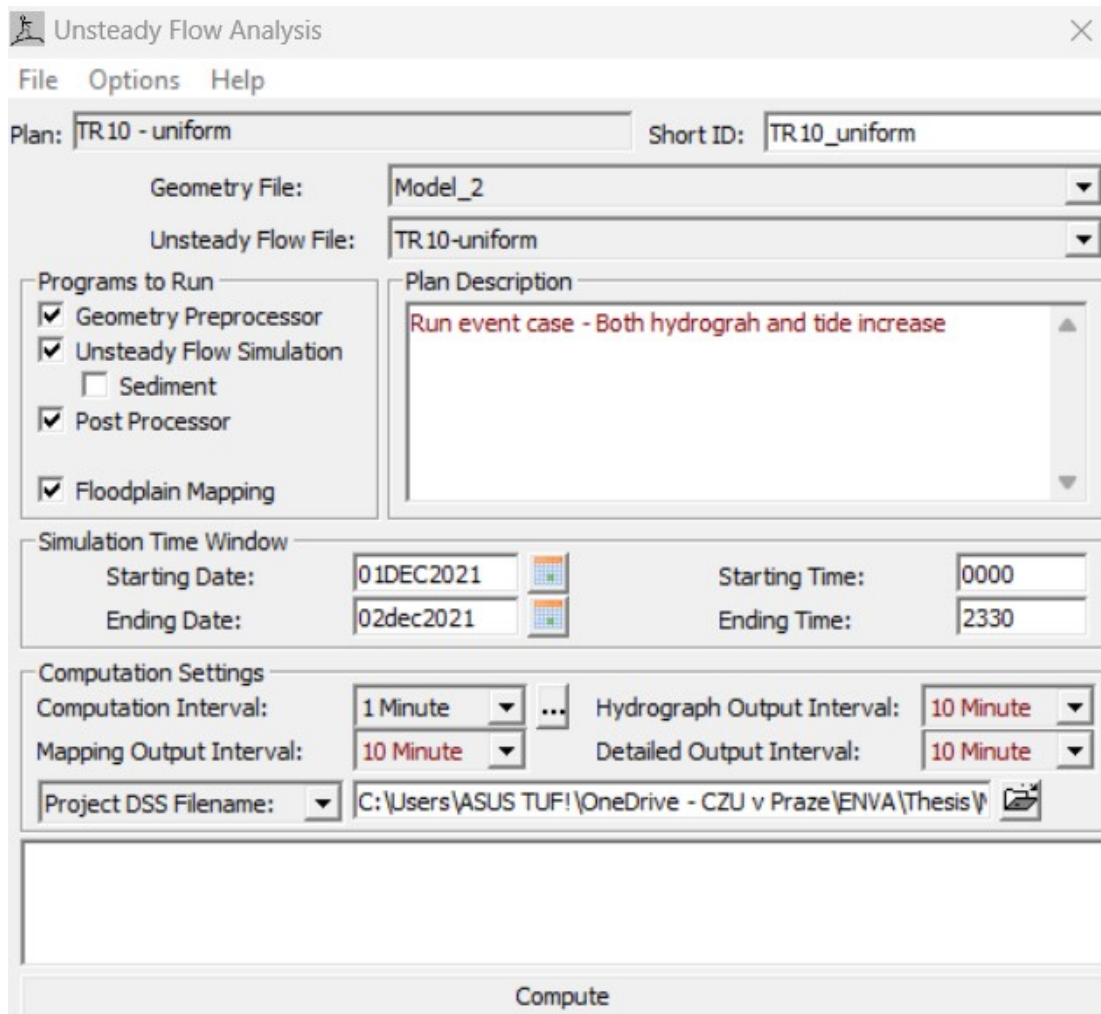 Unsteady Flow Analysis
File Options Help
Plan: TR10 - uniform Short ID: TR10_uniform
Geometry File: Model_2
Unsteady Flow File: TR10-uniform
Programs to Run
Geometry Preprocessor
Unsteady Flow Simulation
Sediment
Post Processor
Floodplain Mapping
Plan Description
Run event case - Both hydrograh and tide increase
Simulation Time Window
Starting Date: 01DEC2021 Starting Time: 0000
Ending Date: 02dec2021 Ending Time: 2330
Computation Settings
Computation Interval: 1 Minute ... Hydrograph Output Interval: 10 Minute
Mapping Output Interval: 10 Minute Detailed Output Interval: 10 Minute
Project DSS Filename: C:\Users\ASUS TUF!\OneDrive - CZU v Praze\ENVA\Thesis\
Compute